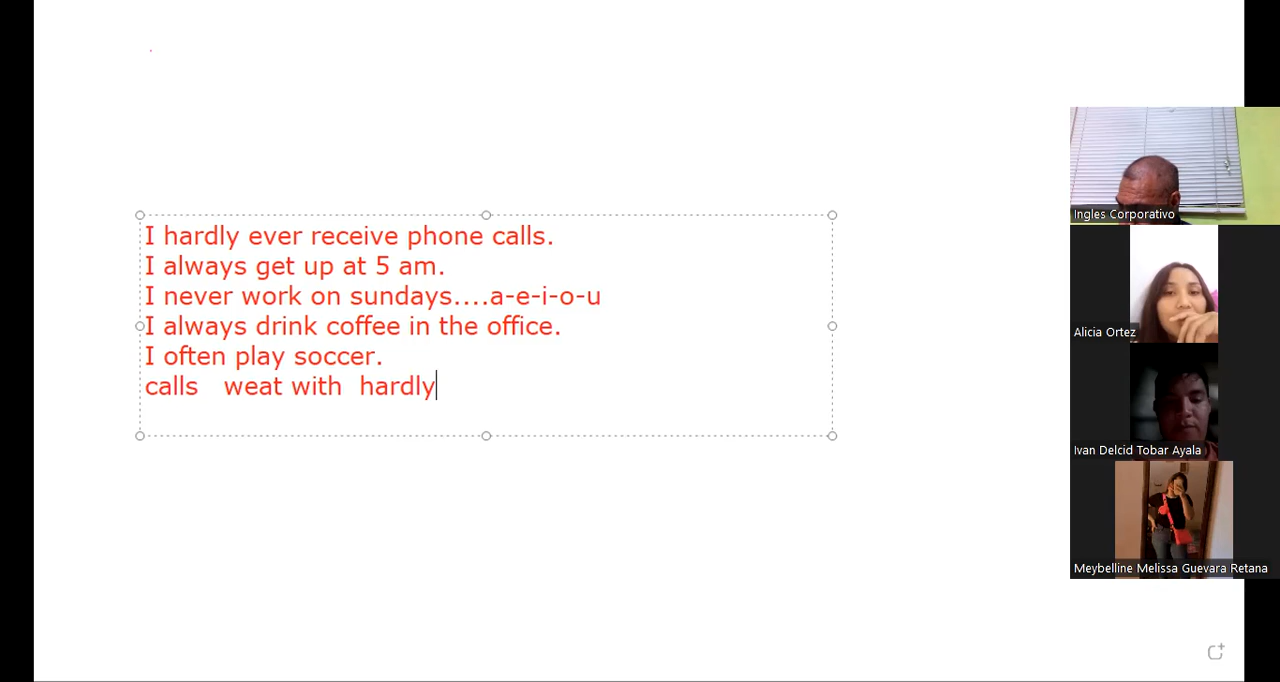 I hardly ever receive phone calls.
I always get up at 5 am.
I never work on sundays....a-e-i-o-u
I always drink coffee in the office.
I often play soccer.
calls   weat with  hardly
Ingles Corporativo
Alicia Ortez
Ivan Delcid Tobar Ayala
Meybelline Melissa Guevara Retana